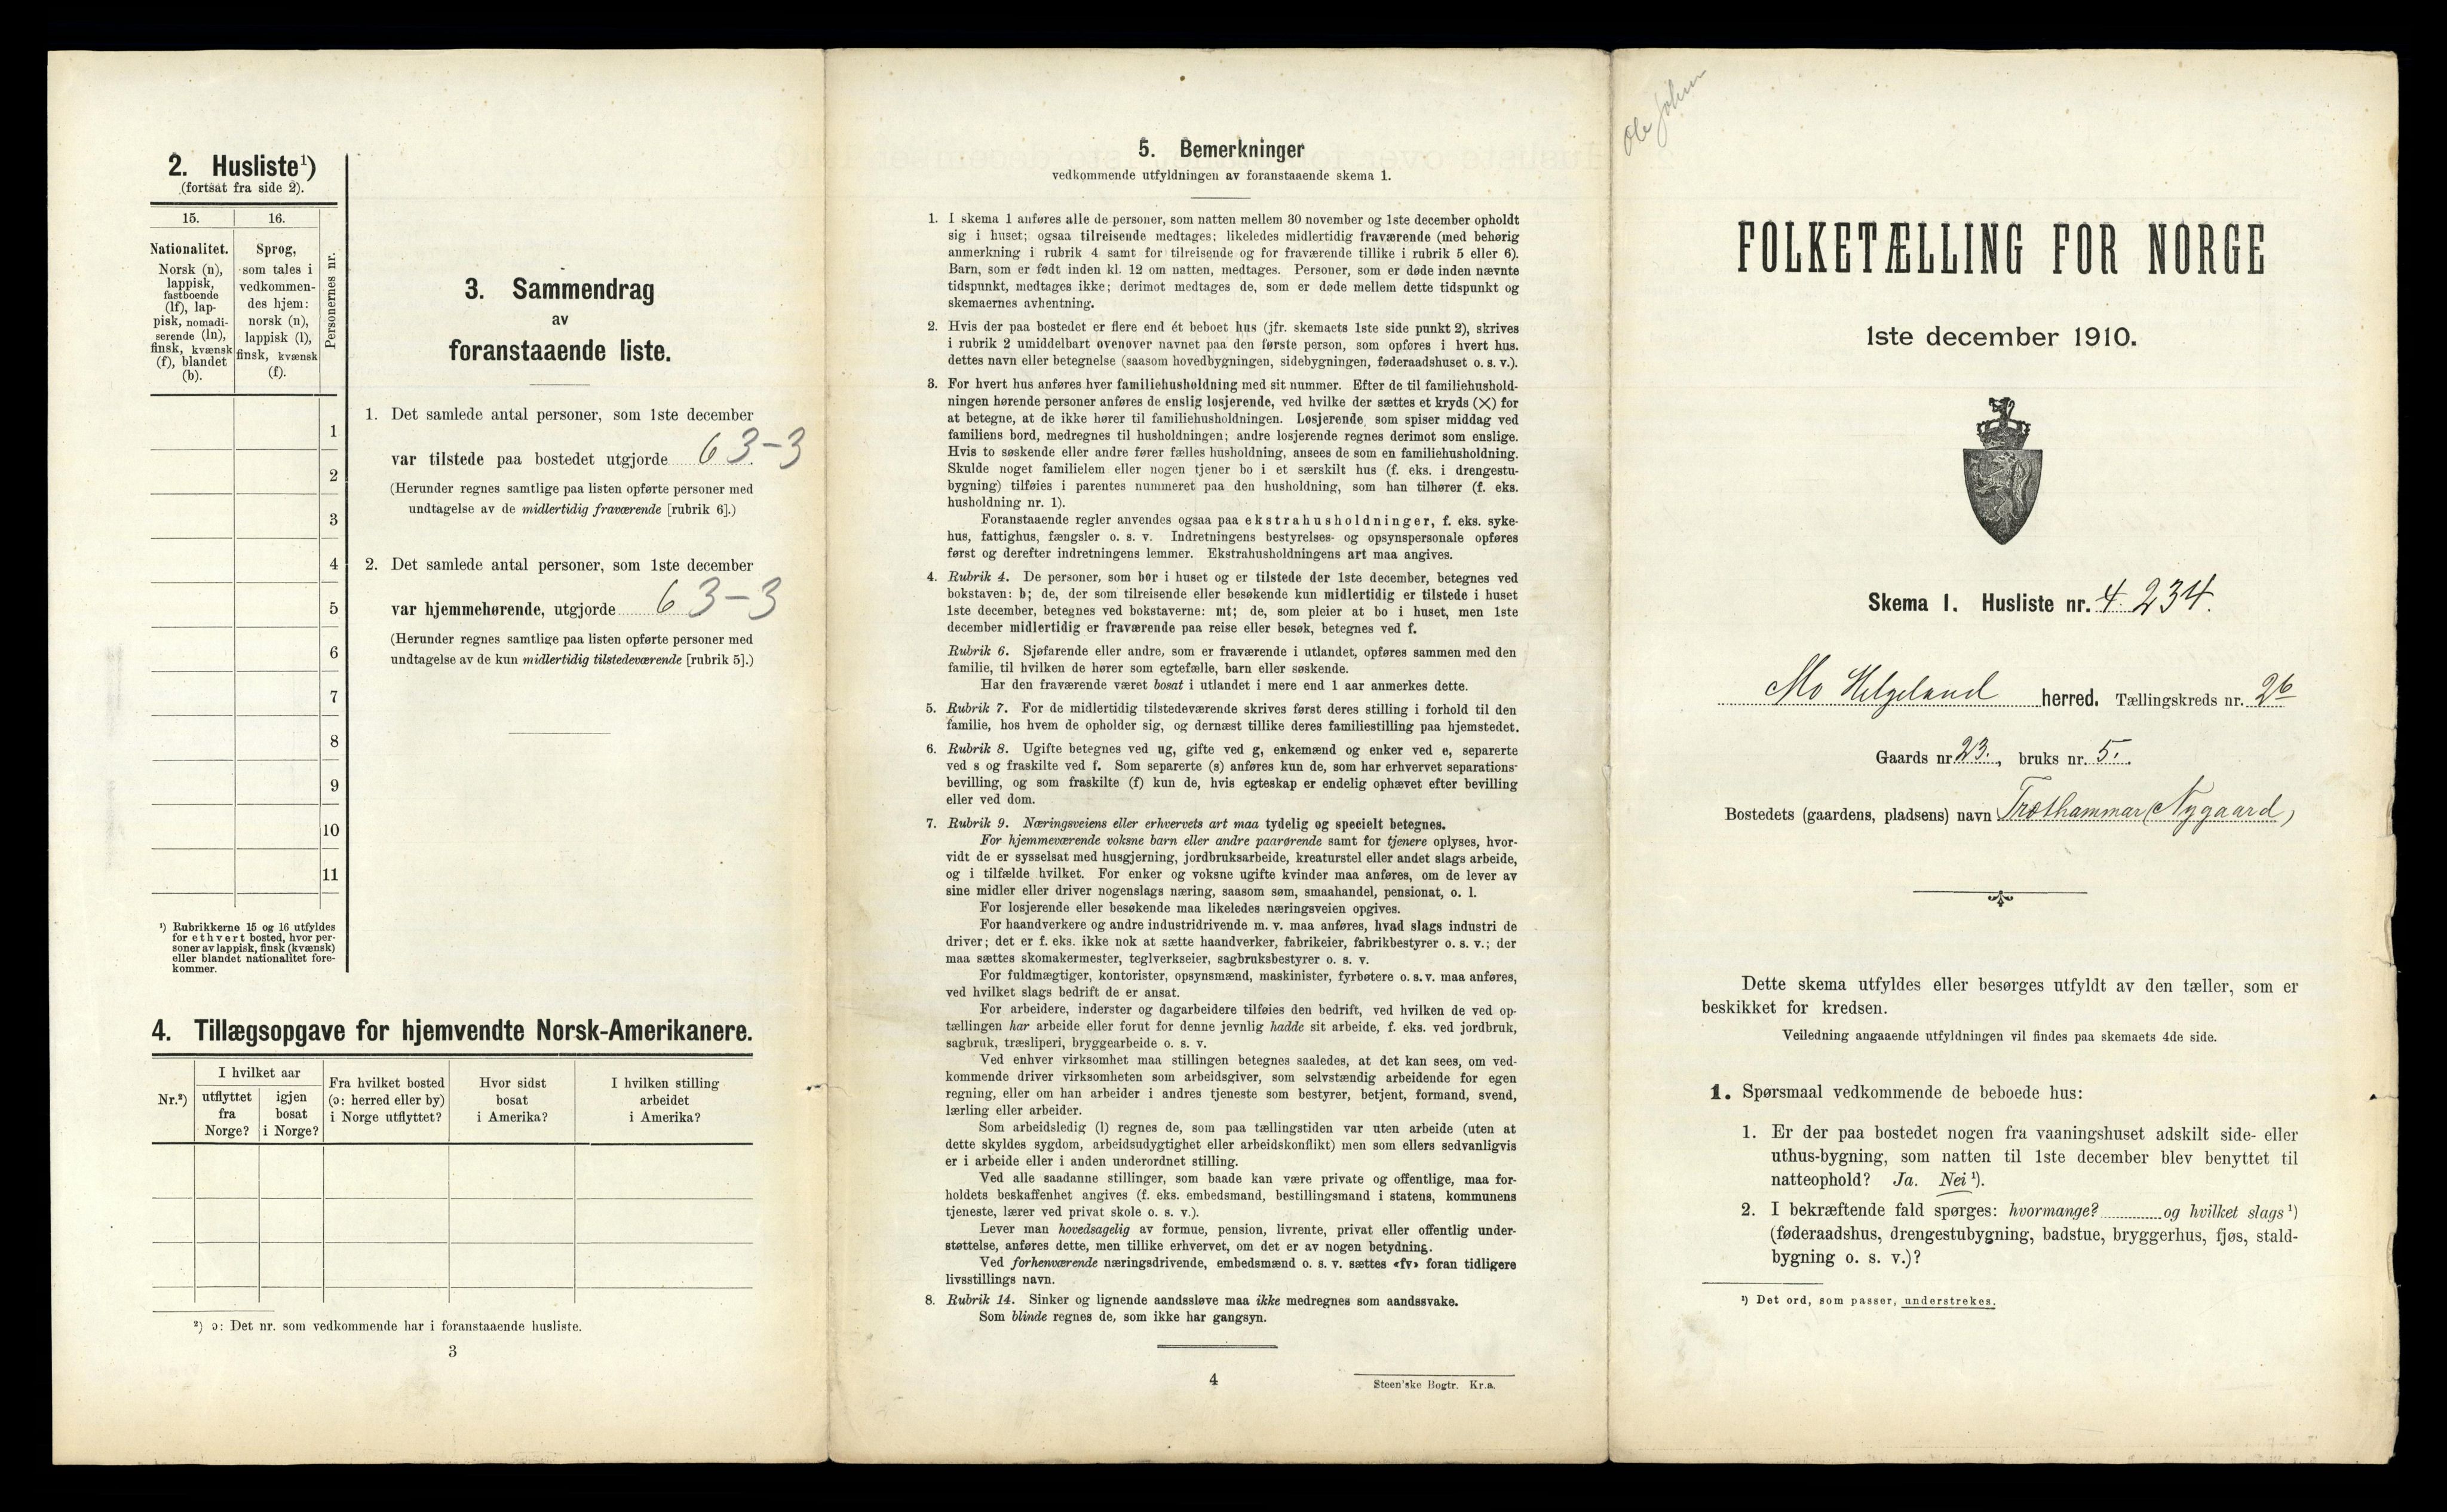 2. Husliste¹)
(fortsat fra side 2).
15. 16.
Nationalitet.
Norsk (n),
lappisk,
fastboende
(lf), lap-
pisk, nomadi-
serende (ln),
finsk, kvænsk
(f), blandet
(b).
Sprog,
som tales i
vedkommen-
des hjem:
norsk (n),
lappisk (l),
finsk, kvænsk
(f).
Personernes nr.
1
2
3
4
5
6
7
8
9
10
11
¹) Rubrikkerne 15 og 16 utfyldes
for ethvert bosted, hvor per-
soner av lappisk, finsk (kvænsk)
eller blandet nationalitet fore-
kommer.
3. Sammendrag
av
foranstaaende liste.
1. Det samlede antal personer, som 1ste december
var tilstede paa bostedet utgjorde 6 3-3
(Herunder regnes samtlige paa listen opførte personer med
undtagelse av de midlertidig fraværende [rubrik 6].)
2. Det samlede antal personer, som 1ste december
var hjemmehørende, utgjorde 6 3-3
(Herunder regnes samtlige paa listen opførte personer med
undtagelse av de kun midlertidig tilstedeværende [rubrik 5].)
4. Tillægsopgave for hjemvendte Norsk-Amerikanere.
Nr.²)
I hvilket aar
utflyttet
fra
Norge?
igjen
bosat
i Norge?
Fra hvilket bosted
(ɔ: herred eller by)
i Norge utflyttet?
Hvor sidst
bosat
i Amerika?
I hvilken stilling
arbeidet
i Amerika?
²) ɔ: Det nr. som vedkommende har i foranstaaende husliste.
3
5. Bemerkninger
vedkommende utfyldningen av foranstaaende skema 1.
1. I skema 1 anføres alle de personer, som natten mellem 30 november og 1ste december opholdt
sig i huset; ogsaa tilreisende medtages; likeledes midlertidig fraværende (med behørig
anmerkning i rubrik 4 samt for tilreisende og for fraværende tillike i rubrik 5 eller 6).
Barn, som er født inden kl. 12 om natten, medtages. Personer, som er døde inden nævnte
tidspunkt, medtages ikke; derimot medtages de, som er døde mellem dette tidspunkt og
skemaernes avhentning.
2. Hvis der paa bostedet er flere end ét beboet hus (jfr. skemaets 1ste side punkt 2), skrives
i rubrik 2 umiddelbart ovenover navnet paa den første person, som opføres i hvert hus.
dettes navn eller betegnelse (saasom hovedbygningen, sidebygningen, føderaadshuset o. s. v.).
3. For hvert hus anføres hver familiehusholdning med sit nummer. Efter de til familiehushold-
ningen hørende personer anføres de enslig losjerende, ved hvilke der sættes et kryds (×) for
at betegne, at de ikke hører til familiehusholdningen. Losjerende som spiser middag ved
familiens bord, medregnes til husholdningen; andre losjerende regnes derimot som enslige.
Hvis to søskende eller andre fører fælles husholdning, ansees de som en familiehusholdning.
Skulde noget familielem eller nogen tjener bo i et særskilt hus (f. eks. i drengestu-
bygning) tilføies i parentes nummeret paa den husholdning, som han tilhører (f. eks.
husholdning nr. 1).
Foranstaaende regler anvendes ogsaa paa ekstrahusholdninger, f. eks. syke-
hus, fattighus, fængsler o. s. v. Indretningens bestyrelses- og opsynspersonale opføres
først og derefter indretningens lemmer. Ekstrahusholdningens art maa angives.
4. Rubrik 4. De personer, som bor i huset og er tilstede der 1ste december, betegnes ved
bokstaven: b; de, der som tilreisende eller besøkende kun midlertidig er tilstede i huset
1ste december, betegnes ved bokstaverne: mt; de, som pleier at bo i huset, men 1ste
december midlertidig er fraværende paa reise eller besøk, betegnes ved f.
Rubrik 6. Sjøfarende eller andre, som er fraværende i utlandet, opføres sammen med den
familie, til hvilken de hører som egtefælle, barn eller søskende.
Har den fraværende været bosat i utlandet i mere end 1 aar anmerkes dette.
5. Rubrik 7. For de midlertidig tilstedeværende skrives først deres stilling i forhold til den
familie, hos hvem de opholder sig, og dernæst tillike deres familiestilling paa hjemstedet.
6. Rubrik 8. Ugifte betegnes ved ug, gifte ved g, enkemænd og enker ved e, separerte
ved s og fraskilte ved f. Som separerte (s) anføres kun de, som har erhvervet separations-
bevilling, og som fraskilte (f) kun de, hvis egteskap er endelig ophævet efter bevilling
eller ved dom.
7. Rubrik 9. Næringsveiens eller erhvervets art maa tydelig og specielt betegnes.
For hjemmeværende voksne barn eller andre paarørende samt for tjenere oplyses, hvor-
vidt de er sysselsat med husgjerning, jordbruksarbeide, kreaturstel eller andet slags arbeide,
og i tilfælde hvilket. For enker og voksne ugifte kvinder maa anføres, om de lever av
sine midler eller driver nogenslags næring, saasom søm, smaahandel, pensionat, o. l.
For losjerende eller besøkende maa likeledes næringsveien opgives.
For haandverkere og andre industridrivende m. v. maa anføres, hvad slags industri de
driver; det er f. eks. ikke nok at sætte haandverker, fabrikeier, fabrikbestyrer o. s. v.; der
maa sættes skomakermester, teglverkseier, sagbruksbestyrer o. s. v.
For fuldmægtiger, kontorister, opsynsmænd, maskinister, fyrbøtere o. s. v. maa anføres,
ved hvilket slags bedrift de er ansat.
For arbeidere, inderster og dagarbeidere tilføies den bedrift, ved hvilken de ved op-
tællingen har arbeide eller forut for denne jevnlig hadde sit arbeide, f. eks. ved jordbruk,
sagbruk, træsliperi, bryggearbeide o. s. v.
Ved enhver virksomhet maa stillingen betegnes saaledes, at det kan sees, om ved-
kommende driver virksomheten som arbeidsgiver, som selvstændig arbeidende for egen
regning, eller om han arbeider i andres tjeneste som bestyrer, betjent, formand, svend,
lærling eller arbeider.
Som arbeidsledig (l) regnes de, som paa tællingstiden var uten arbeide (uten at
dette skyldes sygdom, arbeidsudygtighet eller arbeidskonflikt) men som ellers sedvanligvis
er i arbeide eller i anden underordnet stilling.
Ved alle saadanne stillinger, som baade kan være private og offentlige, maa for-
holdets beskaffenhet angives (f. eks. embedsmand, bestillingsmand i statens, kommunens
tjeneste, lærer ved privat skole o. s. v.).
Lever man hovedsagelig av formue, pension, livrente, privat eller offentlig under-
støttelse, anføres dette, men tillike erhvervet, om det er av nogen betydning.
Ved forhenværende næringsdrivende, embedsmænd o. s. v. sættes «fv» foran tidligere
livsstillings navn.
8. Rubrik 14. Sinker og lignende aandssløve maa ikke medregnes som aandssvake.
Som blinde regnes de, som ikke har gangsyn.
4
Steen'ske Bogtr. Kr.a.
Ole John
FOLKETÆLLING FOR NORGE
1ste december 1910.
Skema I. Husliste nr. 4. 234.
Mo Helgeland herred. Tællingskreds nr. 26
Gaards nr. 23., bruks nr. 5.
Bostedets (gaardens, pladsens) navn Træthammar (Nygaard)
Dette skema utfyldes eller besørges utfyldt av den tæller, som er
beskikket for kredsen.
Veiledning angaaende utfyldningen vil findes paa skemaets 4de side.
1. Spørsmaal vedkommende de beboede hus:
1. Er der paa bostedet nogen fra vaaningshuset adskilt side- eller
uthus-bygning, som natten til 1ste december blev benyttet til
natteophold? Ja. Nei ¹).
2. I bekræftende fald spørges: hvormange? og hvilket slags ¹)
(føderaadshus, drengestubygning, badstue, bryggerhus, fjøs, stald-
bygning o. s. v.)?
¹) Det ord, som passer, understrekes.